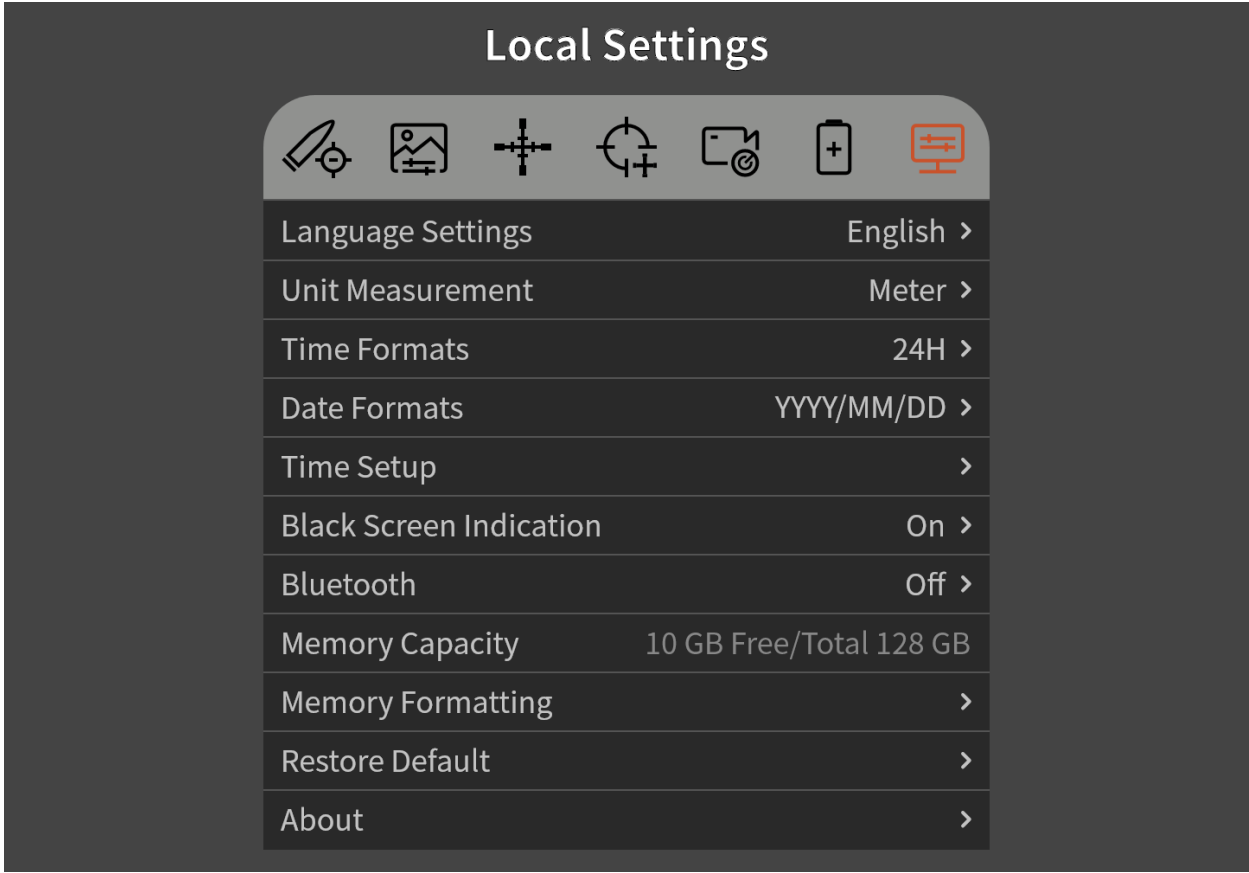 Local Settings
Language Settings English
Unit Measurement Meter
Time Formats 24H
Date Formats YYYY/MM/DD
Time Setup
Black Screen Indication On
Bluetooth Off
Memory Capacity 10 GB Free/Total 128 GB
Memory Formatting
Restore Default
About